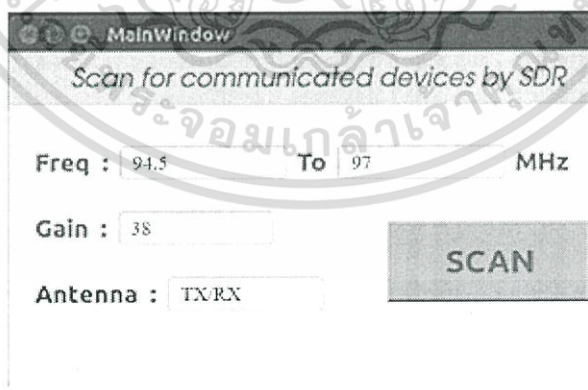 MainWindow
Scan for communicated devices by SDR
Freq : 94.5 To 97 MHz
Gain : 38
SCAN
Antenna : TX/RX